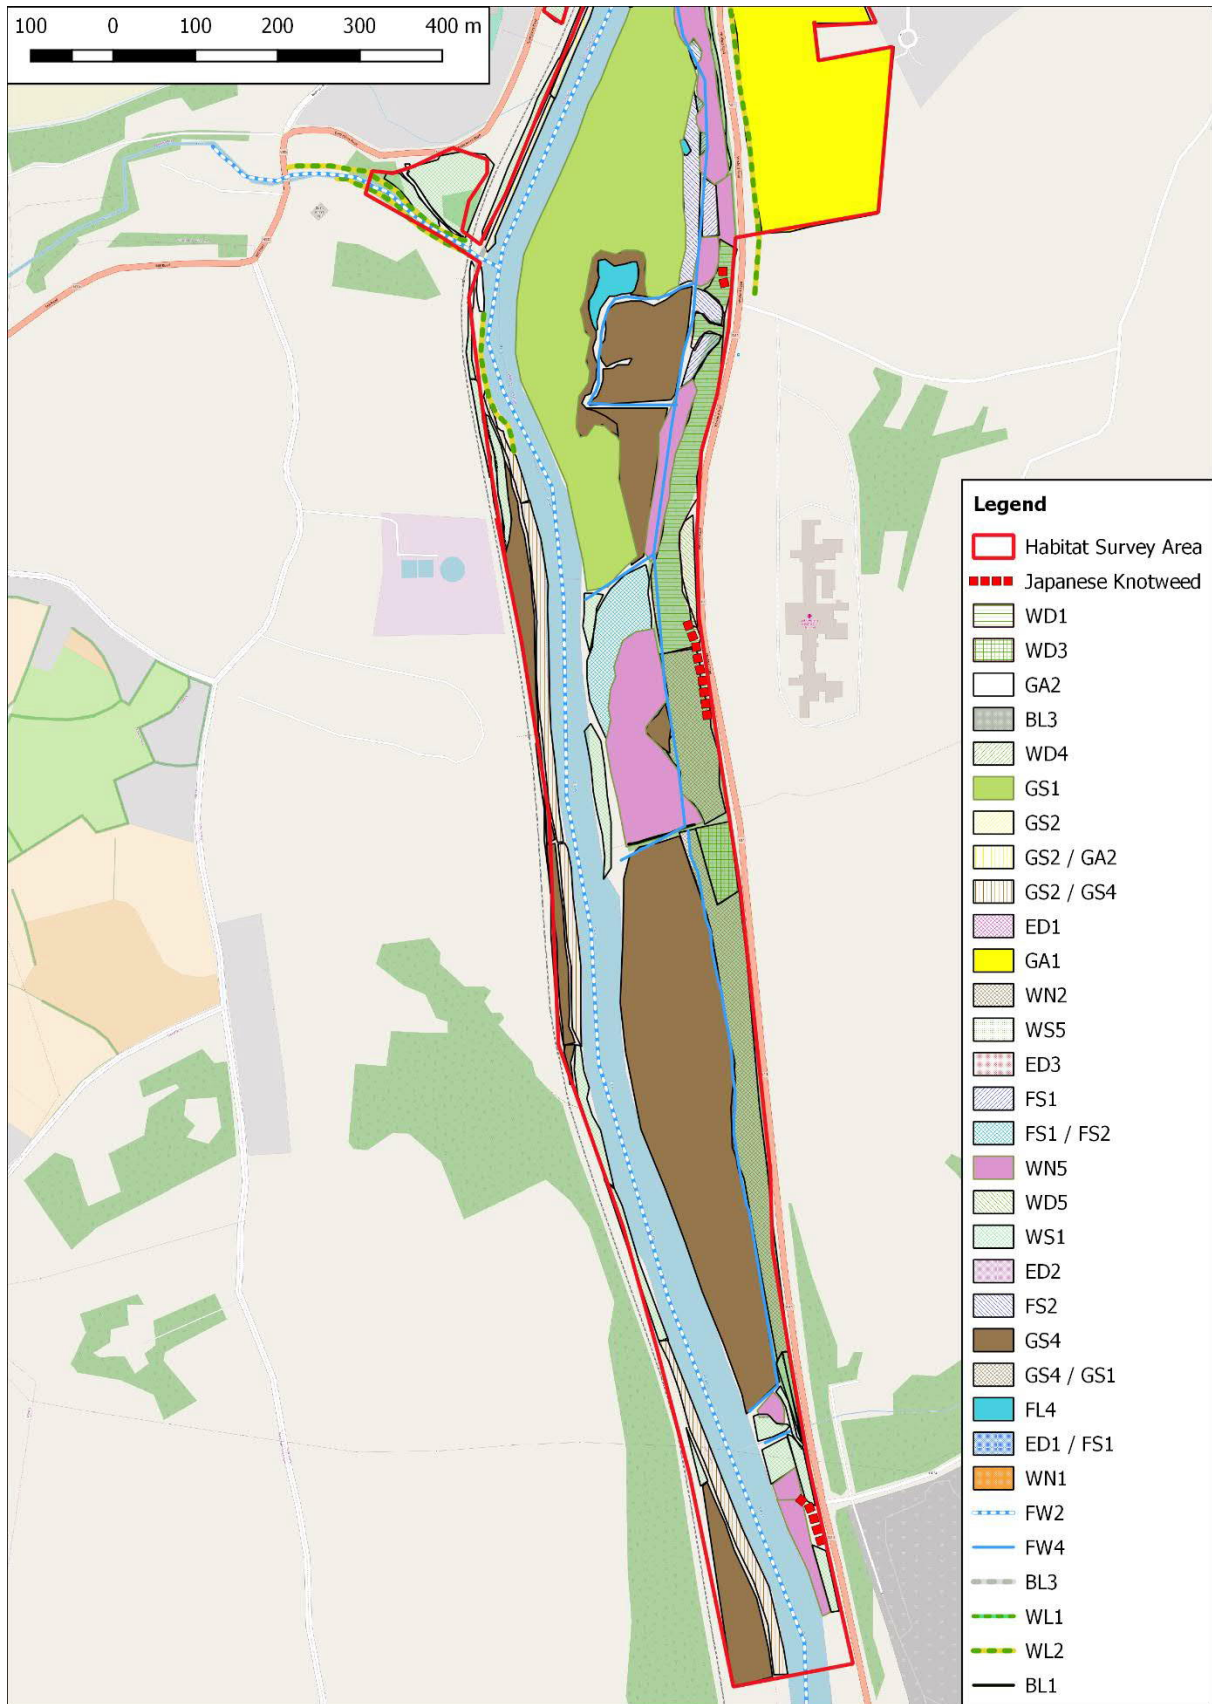 100 0 100 200 300 400 m
Legend
Habitat Survey Area
Japanese Knotweed
WD1
WD3
GA2
BL3
WD4
GS1
GS2
GS2 / GA2
GS2 / GS4
ED1
GA1
WN2
WS5
ED3
FS1
FS1 / FS2
WN5
WD5
WS1
ED2
FS2
GS4
GS4 / GS1
FL4
ED1 / FS1
WN1
FW2
FW4
BL3
WL1
WL2
BL1